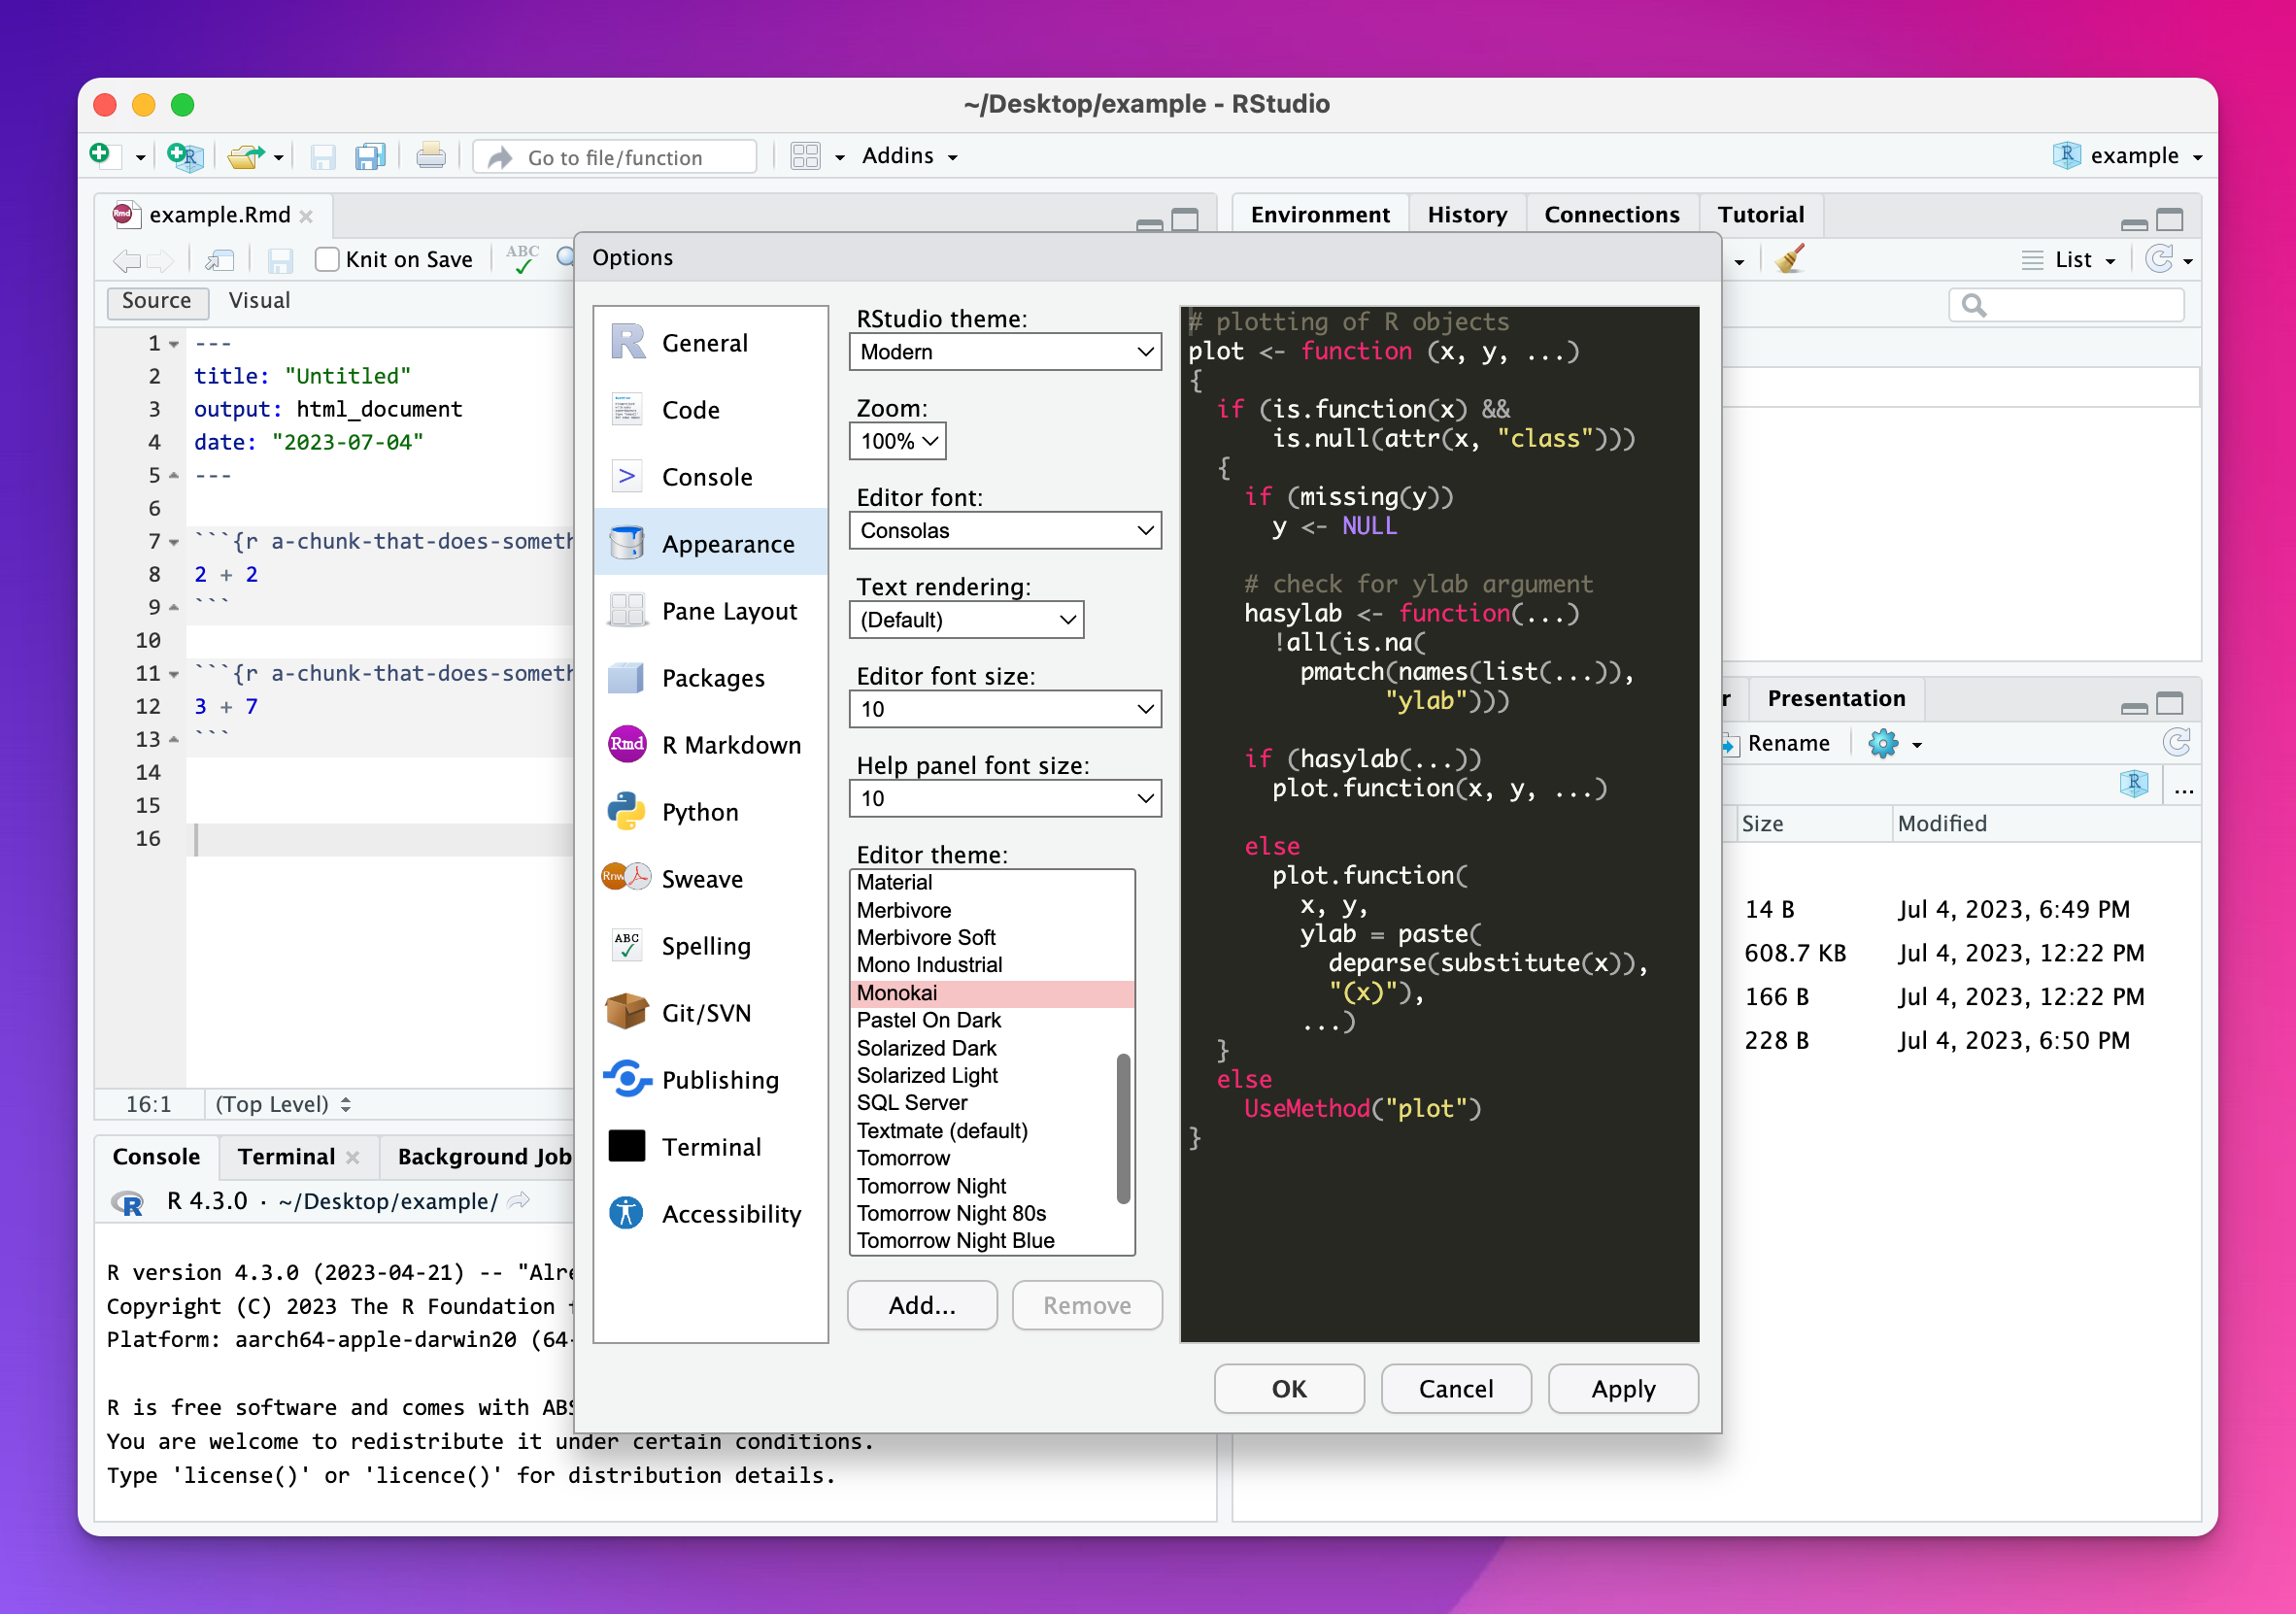 ~/Desktop/example - RStudio
Go to file/function
Addins
example
example.Rmd
Environment
History
Connections
Tutorial
Knit on Save
ABC
List
Source
Visual
1 ---
2 title: "Untitled"
3 output: html_document
4 date: "2023-07-04"
5 ---
6
7 ```{r a-chunk-that-does-someth
8 2 + 2
9 ```
10
11 ```{r a-chunk-that-does-someth
12 3 + 7
13 ```
14
15
16
16:1 (Top Level)
Console
Terminal
Background Job
R 4.3.0 · ~/Desktop/example/
R version 4.3.0 (2023-04-21) -- "Alre
Copyright (C) 2023 The R Foundation
Platform: aarch64-apple-darwin20 (64-
R is free software and comes with ABS
You are welcome to redistribute it under certain conditions.
Type 'license()' or 'licence()' for distribution details.
Options
General
Code
Console
Appearance
Pane Layout
Packages
Rmd R Markdown
Python
Rnw Sweave
ABC Spelling
Git/SVN
Publishing
Terminal
Accessibility
RStudio theme:
Modern
Zoom:
100%
Editor font:
Consolas
Text rendering:
(Default)
Editor font size:
10
Help panel font size:
10
Editor theme:
Material
Merbivore
Merbivore Soft
Mono Industrial
Monokai
Pastel On Dark
Solarized Dark
Solarized Light
SQL Server
Textmate (default)
Tomorrow
Tomorrow Night
Tomorrow Night 80s
Tomorrow Night Blue
Add...
Remove
# plotting of R objects
plot <- function (x, y, ...)
{
if (is.function(x) &&
is.null(attr(x, "class")))
{
if (missing(y))
y <- NULL
# check for ylab argument
hasylab <- function(...)
!all(is.na(
pmatch(names(list(...)),
"ylab")))
if (hasylab(...))
plot.function(x, y, ...)
else
plot.function(
x, y,
ylab = paste(
deparse(substitute(x)),
"(x)"),
...)
}
else
UseMethod("plot")
}
OK
Cancel
Apply
r
Presentation
Rename
...
Size
Modified
14 B Jul 4, 2023, 6:49 PM
608.7 KB Jul 4, 2023, 12:22 PM
166 B Jul 4, 2023, 12:22 PM
228 B Jul 4, 2023, 6:50 PM